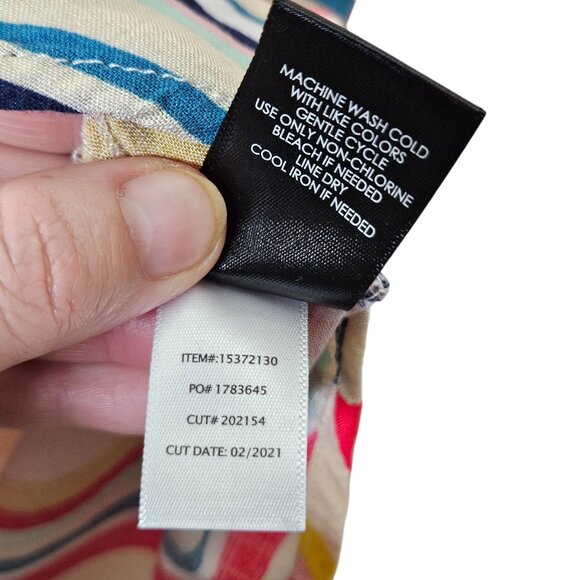 MACHINE WASH COLD
WITH LIKE COLORS
GENTLE CYCLE
USE ONLY NON-CHLORINE
BLEACH IF NEEDED
LINE DRY
COOL IRON IF NEEDED
ITEM#:15372130
PO# 1783645
CUT# 202154
CUT DATE: 02/2021